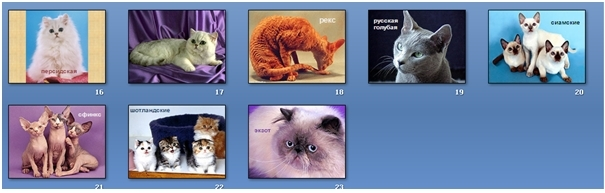 персидская
рекс
русская
голубая
сиамские
16
17
18
19
20
сфинкс
шотландские
экзот
21
22
23